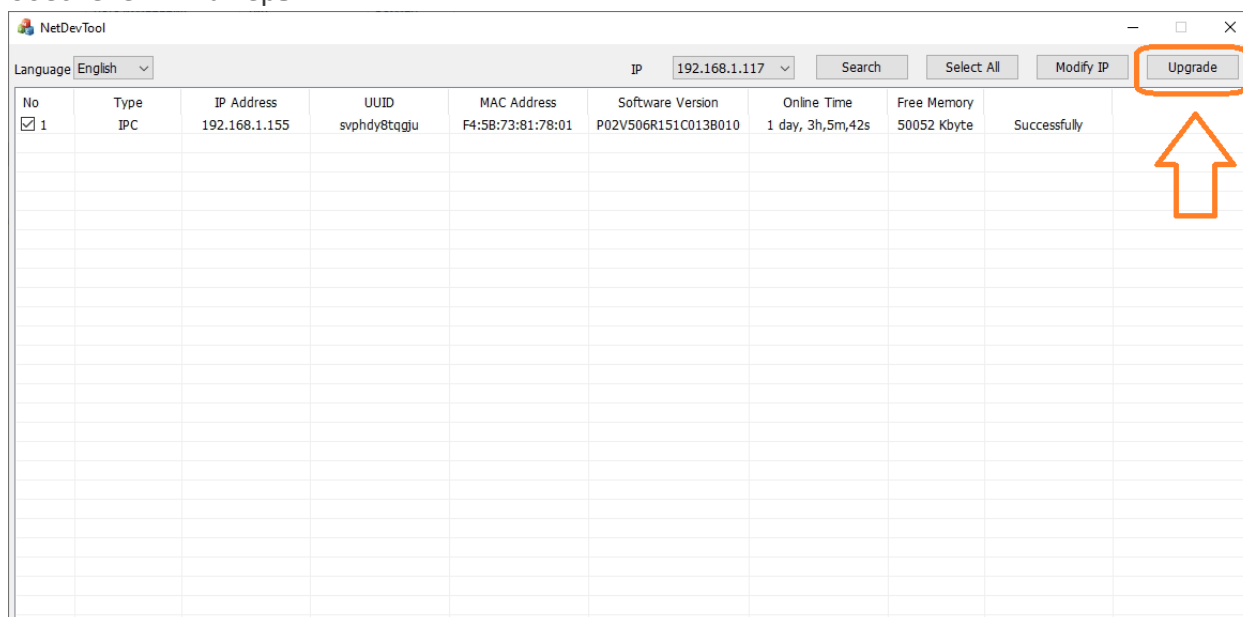 NetDevTool
Language English IP 192.168.1.117 Search Select All Modify IP Upgrade
No Type IP Address UUID MAC Address Software Version Online Time Free Memory
1 IPC 192.168.1.155 svphdy8tqgju F4:5B:73:81:78:01 P02V506R151C013B010 1 day, 3h,5m,42s 50052 Kbyte Successfully